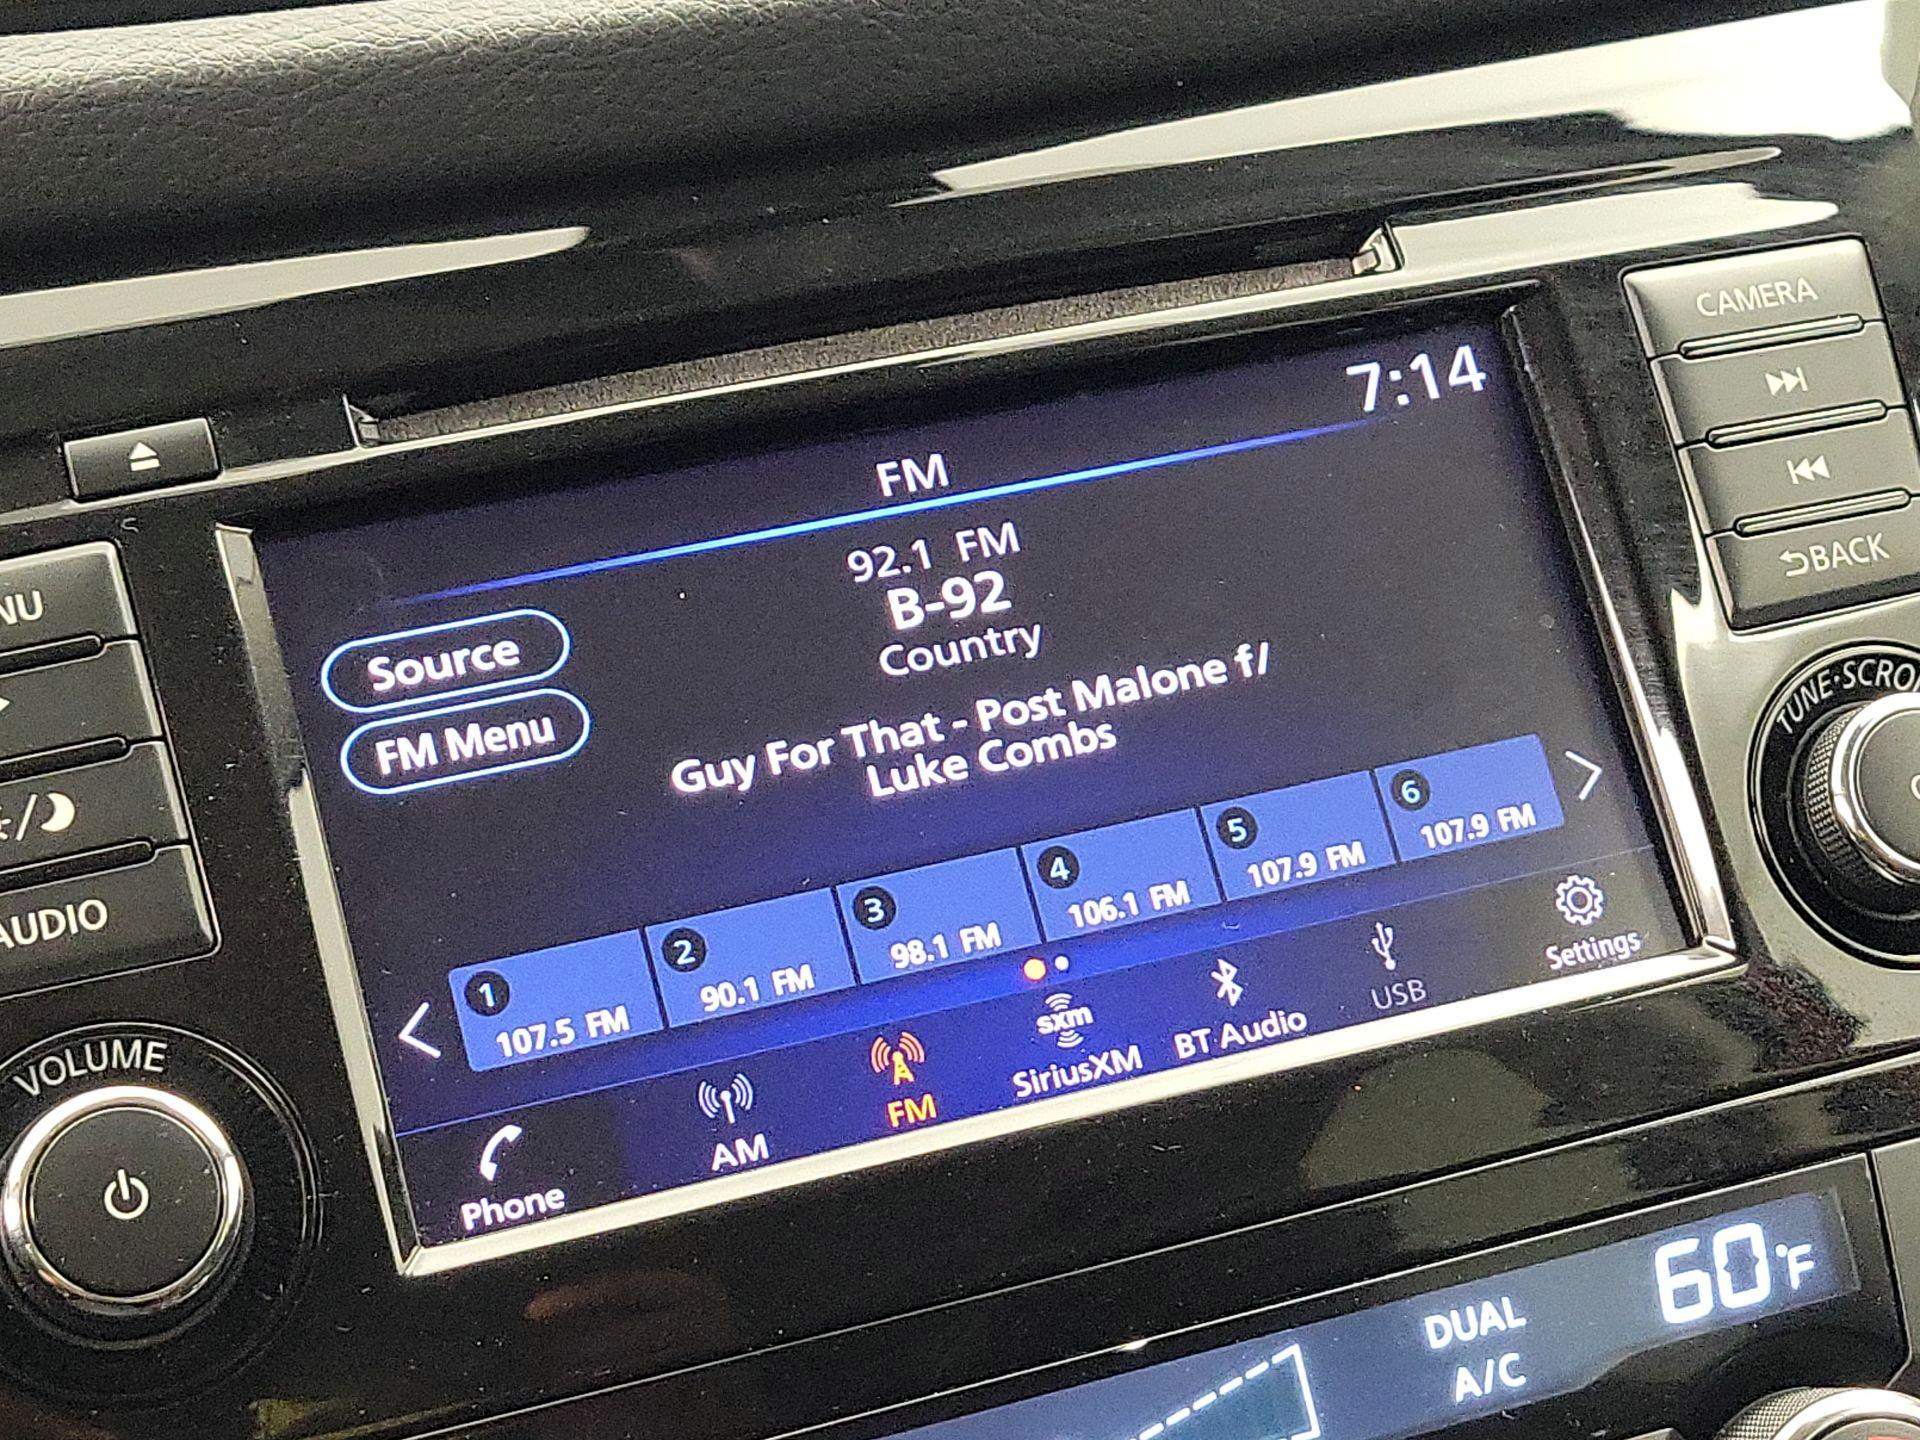 CAMERA
7:14
FM
92.1 FM
B-92
Country
BACK
Source
FM Menu
Guy For That - Post Malone f/
Luke Combs
AUDIO
1
107.5 FM
2
90.1 FM
3
98.1 FM
4
106.1 FM
5
107.9 FM
6
107.9 FM
Phone
AM
FM
sxm
SiriusXM
BT Audio
USB
Settings
VOLUME
60°F
DUAL
A/C